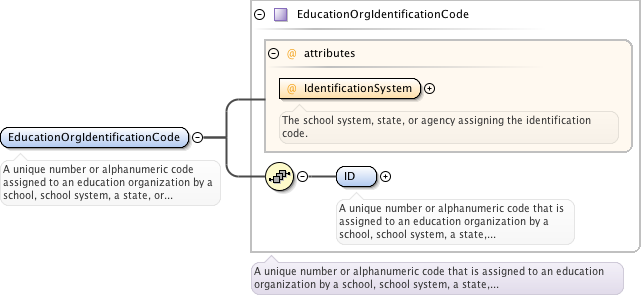 EducationOrgIdentificationCode
@ attributes
@ IdentificationSystem
The school system, state, or agency assigning the identification
code.
EducationOrgIdentificationCode
A unique number or alphanumeric code
assigned to an education organization by a
school, school system, a state, or...
ID
A unique number or alphanumeric code that is
assigned to an education organization by a
school, school system, a state,...
A unique number or alphanumeric code that is assigned to an education
organization by a school, school system, a state,...